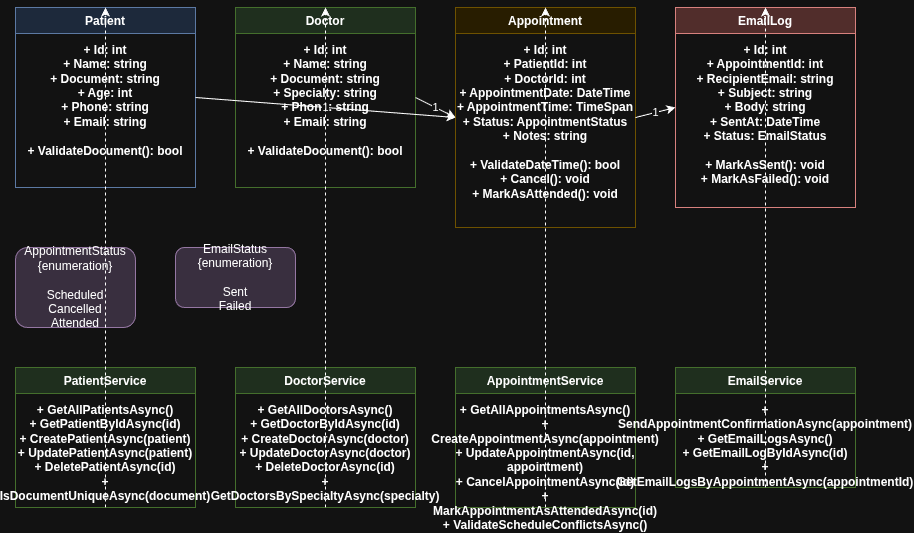 Patient
+ Id: int
+ Name: string
+ Document: string
+ Age: int
+ Phone: string
+ Email: string
+ ValidateDocument(): bool
Doctor
+ Id: int
+ Name: string
+ Document: string
+ Specialty: string
+ Phone: string
+ Email: string
+ ValidateDocument(): bool
Appointment
+ Id: int
+ PatientId: int
+ DoctorId: int
+ AppointmentDate: DateTime
+ AppointmentTime: TimeSpan
+ Status: AppointmentStatus
+ Notes: string
+ ValidateDateTime(): bool
+ Cancel(): void
+ MarkAsAttended(): void
EmailLog
+ Id: int
+ AppointmentId: int
+ RecipientEmail: string
+ Subject: string
+ Body: string
+ SentAt: DateTime
+ Status: EmailStatus
+ MarkAsSent(): void
+ MarkAsFailed(): void
1
1
1
AppointmentStatus
{enumeration}
Scheduled
Cancelled
Attended
EmailStatus
{enumeration}
Sent
Failed
PatientService
+ GetAllPatientsAsync()
+ GetPatientByIdAsync(id)
+ CreatePatientAsync(patient)
+ UpdatePatientAsync(patient)
+ DeletePatientAsync(id)
+
IsDocumentUniqueAsync(document)
DoctorService
+ GetAllDoctorsAsync()
+ GetDoctorByIdAsync(id)
+ CreateDoctorAsync(doctor)
+ UpdateDoctorAsync(doctor)
+ DeleteDoctorAsync(id)
+
GetDoctorsBySpecialtyAsync(specialty)
AppointmentService
+ GetAllAppointmentsAsync()
+
CreateAppointmentAsync(appointment)
+ UpdateAppointmentAsync(id,
appointment)
+ CancelAppointmentAsync(id)
+
MarkAppointmentAsAttendedAsync(id)
+ ValidateScheduleConflictsAsync()
EmailService
+
SendAppointmentConfirmationAsync(appointment)
+ GetEmailLogsAsync()
+ GetEmailLogByIdAsync(id)
+
GetEmailLogsByAppointmentAsync(appointmentId)